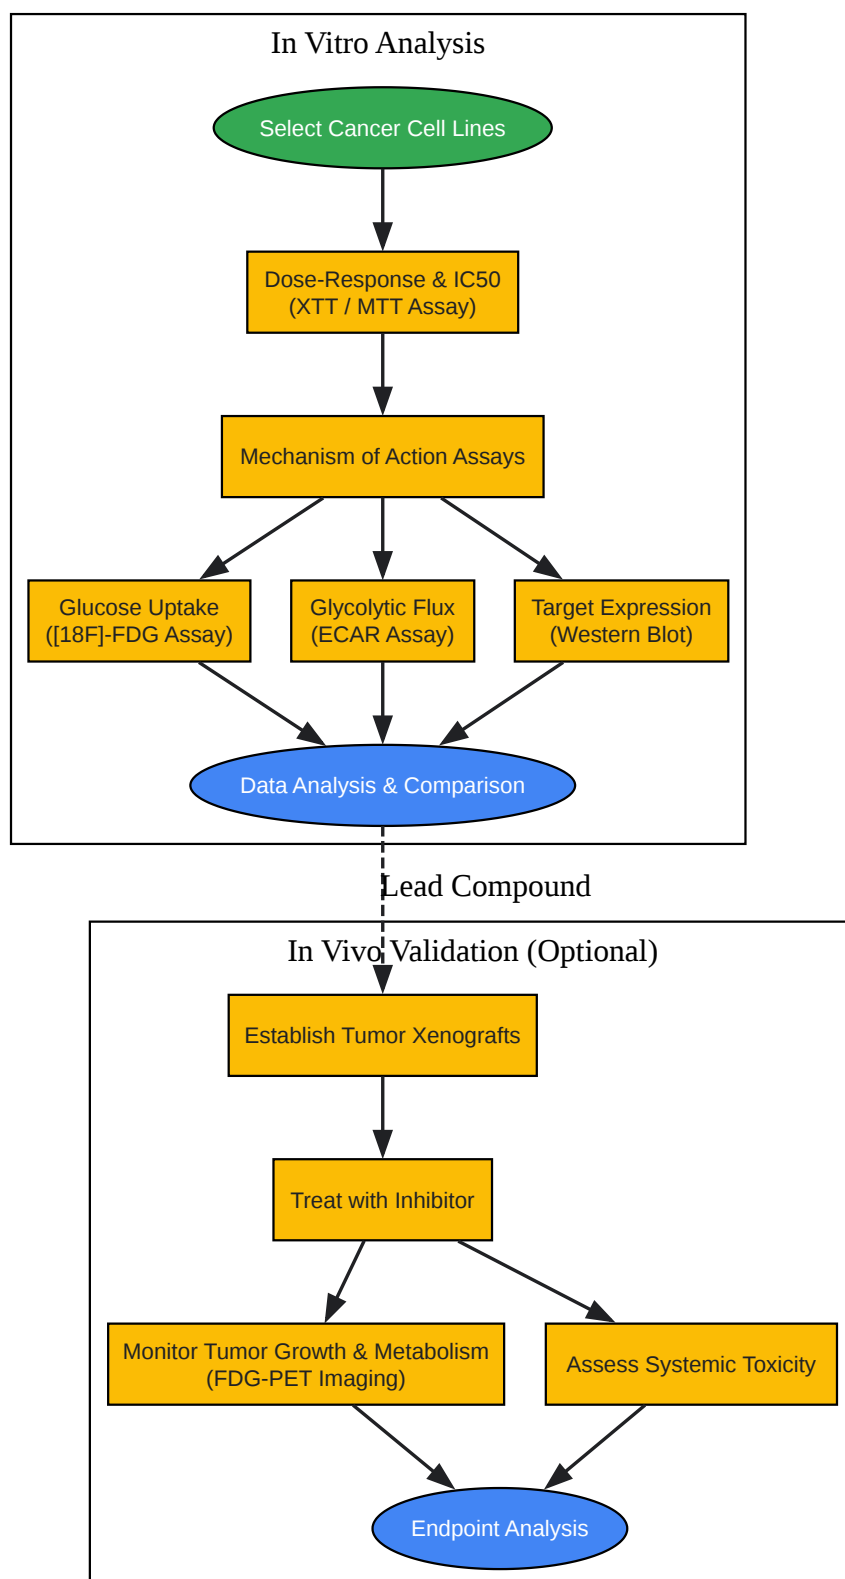 In Vitro Analysis
Select Cancer Cell Lines
Dose-Response & IC50
(XTT / MTT Assay)
Mechanism of Action Assays
Glucose Uptake
([18F]-FDG Assay)
Glycolytic Flux
(ECAR Assay)
Target Expression
(Western Blot)
Data Analysis & Comparison
Lead Compound
In Vivo Validation (Optional)
Establish Tumor Xenografts
Treat with Inhibitor
Monitor Tumor Growth & Metabolism
(FDG-PET Imaging)
Assess Systemic Toxicity
Endpoint Analysis